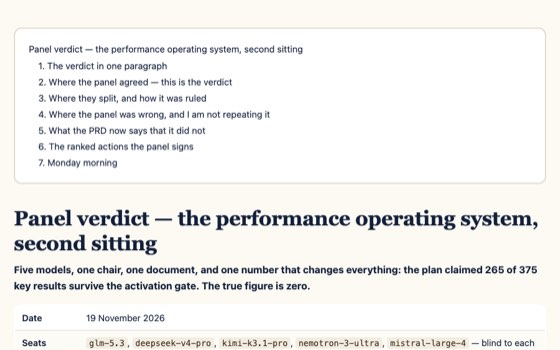 Panel verdict — the performance operating system, second sitting
1. The verdict in one paragraph
2. Where the panel agreed — this is the verdict
3. Where they split, and how it was ruled
4. Where the panel was wrong, and I am not repeating it
5. What the PRD now says that it did not
6. The ranked actions the panel signs
7. Monday morning
Panel verdict — the performance operating system,
second sitting
Five models, one chair, one document, and one number that changes everything: the plan claimed 265 of 375
key results survive the activation gate. The true figure is zero.
Date 19 November 2026
Seats glm-5.3, deepseek-v4-pro, kimi-k3.1-pro, nemotron-3-ultra, mistral-large-4 — blind to each